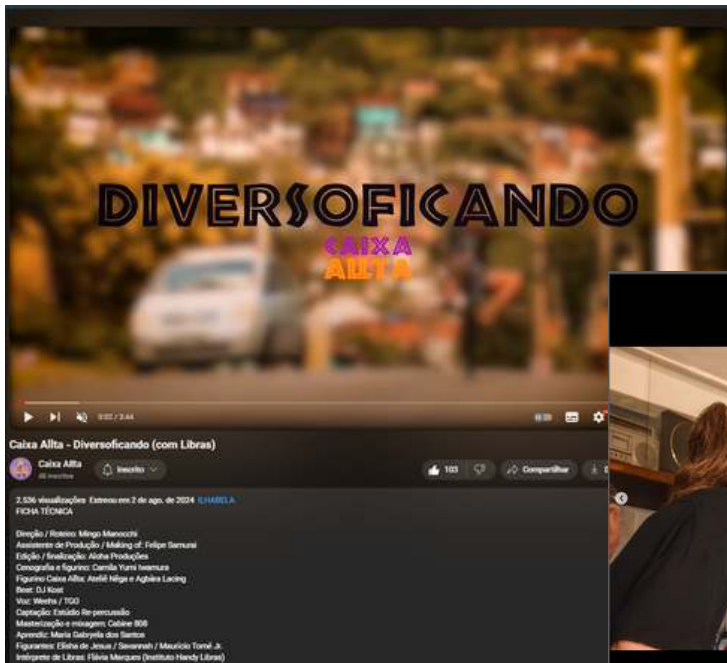 DIVERSOFICANDO
CAIXA
ALLTA
0:02 / 3:44
Caixa Allta - Diversoficando (com Libras)
Caixa Allta
Inscrito
103
Compartilhar
inscritos
2.536 visualizações Estreou em 2 de ago. de 2024 ILHABELA
FICHA TÉCNICA
Direção / Roteiro: Mingo Manocchi
Assistente de Produção / Making of: Felipe Samurai
Edição / finalização: Aloha Produções
Cenografia e figurino: Camila Yumi Iwamura
Figurino Caixa Allta: Ateliê Nêga e Agbára Lacing
Beat: DJ Kost
Voz: Weehs / TGG
Captação: Estúdio Re-percussão
Masterização e mixagem: Cabine 808
Aprendiz: Maria Gabryela dos Santos
Figurantes: Elisha de Jesus / Savannah / Mauricio Tomé Jr.
Intérprete de Libras: Flávia Marques (Instituto Handy Libras)